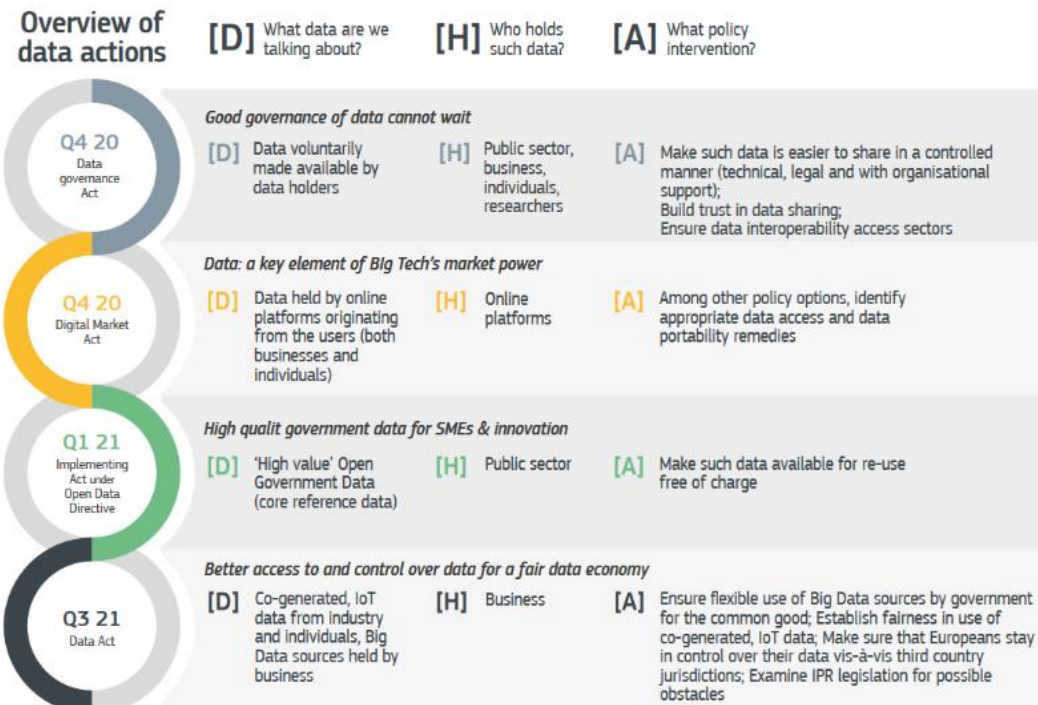 Overview of
data actions
[D] What data are we
talking about?
[H] Who holds
such data?
[A] What policy
intervention?
Q4 20
Data
governance
Act
Good governance of data cannot wait
[D] Data voluntarily
made available by
data holders
[H] Public sector,
business,
individuals,
researchers
[A] Make such data is easier to share in a controlled
manner (technical, legal and with organisational
support);
Build trust in data sharing;
Ensure data interoperability access sectors
Q4 20
Digital Market
Act
Data: a key element of Big Tech's market power
[D] Data held by online
platforms originating
from the users (both
businesses and
individuals)
[H] Online
platforms
[A] Among other policy options, identify
appropriate data access and data
portability remedies
Q1 21
Implementing
Act under
Open Data
Directive
High qualit government data for SMEs & innovation
[D] 'High value' Open
Government Data
(core reference data)
[H] Public sector
[A] Make such data available for re-use
free of charge
Q3 21
Data Act
Better access to and control over data for a fair data economy
[D] Co-generated, IoT
data from industry
and individuals, Big
Data sources held by
business
[H] Business
[A] Ensure flexible use of Big Data sources by government
for the common good; Establish fairness in use of
co-generated, IoT data; Make sure that Europeans stay
in control over their data vis-à-vis third country
jurisdictions; Examine IPR legislation for possible
obstacles